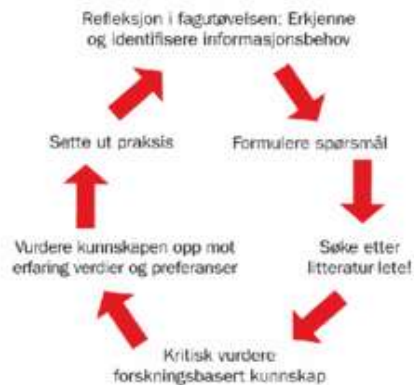 Refleksjon i fagutøvelsen: Erkjenne
og identifisere informasjonsbehov
Formulere spørsmål
Søke etter
litteratur lete!
Kritisk vurdere
forskningsbasert kunnskap
Vurdere kunnskapen opp mot
erfaring verdier og preferanser
Sette ut praksis